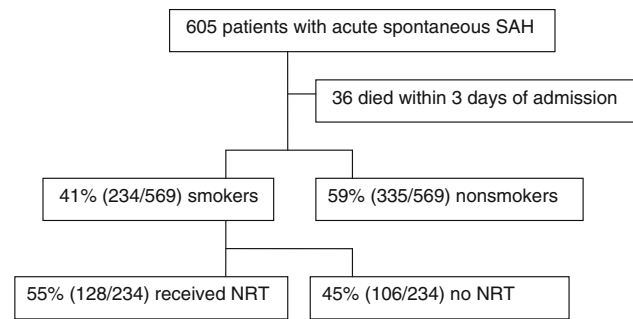 605 patients with acute spontaneous SAH
36 died within 3 days of admission
41% (234/569) smokers
59% (335/569) nonsmokers
55% (128/234) received NRT
45% (106/234) no NRT